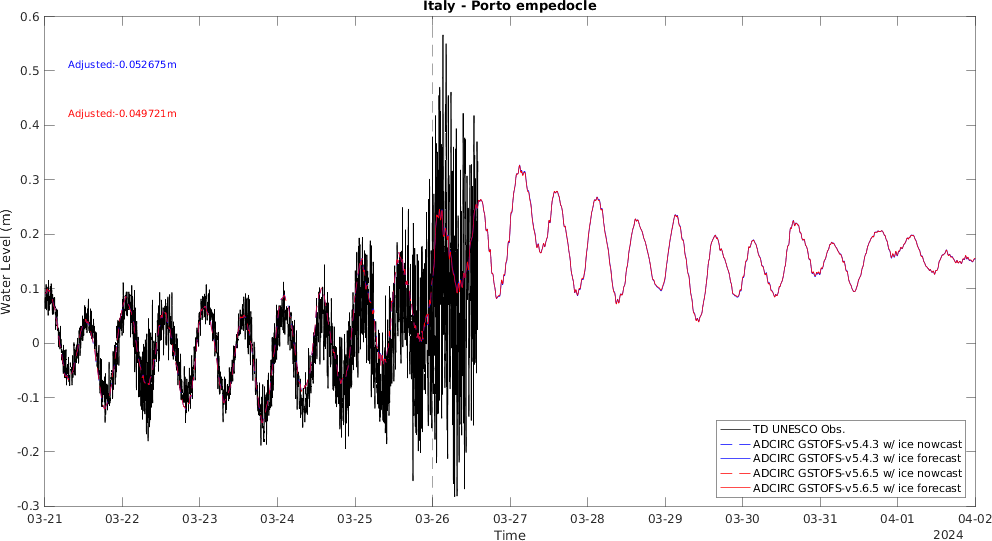 Italy - Porto empedocle
Adjusted:-0.052675m
Adjusted:-0.049721m
Water Level (m)
0.6
0.5
0.4
0.3
0.2
0.1
0
-0.1
-0.2
-0.3
TD UNESCO Obs.
ADCIRC GSTOFS-v5.4.3 w/ ice nowcast
ADCIRC GSTOFS-v5.4.3 w/ ice forecast
ADCIRC GSTOFS-v5.6.5 w/ ice nowcast
ADCIRC GSTOFS-v5.6.5 w/ ice forecast
03-21 03-22 03-23 03-24 03-25 03-26 03-27 03-28 03-29 03-30 03-31 04-01 04-02
Time
2024